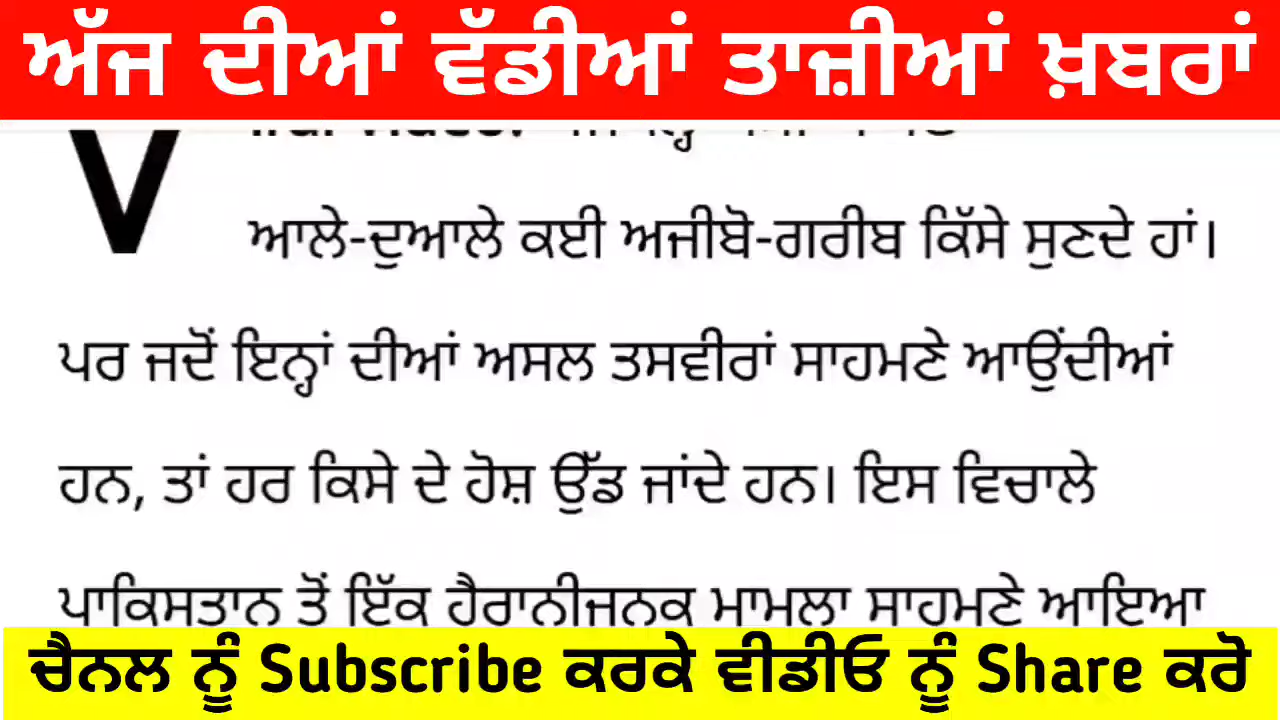 ਅੱਜ ਦੀਆਂ ਵੱਡੀਆਂ ਤਾਜ਼ੀਆਂ ਖ਼ਬਰਾਂ
V
ਆਲੇ-ਦੁਆਲੇ ਕਈ ਅਜੀਬੋ-ਗਰੀਬ ਕਿੱਸੇ ਸੁਣਦੇ ਹਾਂ।
ਪਰ ਜਦੋਂ ਇਨ੍ਹਾਂ ਦੀਆਂ ਅਸਲ ਤਸਵੀਰਾਂ ਸਾਹਮਣੇ ਆਉਂਦੀਆਂ
ਹਨ, ਤਾਂ ਹਰ ਕਿਸੇ ਦੇ ਹੋਸ਼ ਉੱਡ ਜਾਂਦੇ ਹਨ। ਇਸ ਵਿਚਾਲੇ
ਪਾਕਿਸਤਾਨ ਤੋਂ ਇੱਕ ਹੈਰਾਨੀਜਨਕ ਮਾਮਲਾ ਸਾਹਮਣੇ ਆਇਆ
ਚੈਨਲ ਨੂੰ Subscribe ਕਰਕੇ ਵੀਡੀਓ ਨੂੰ Share ਕਰੋ